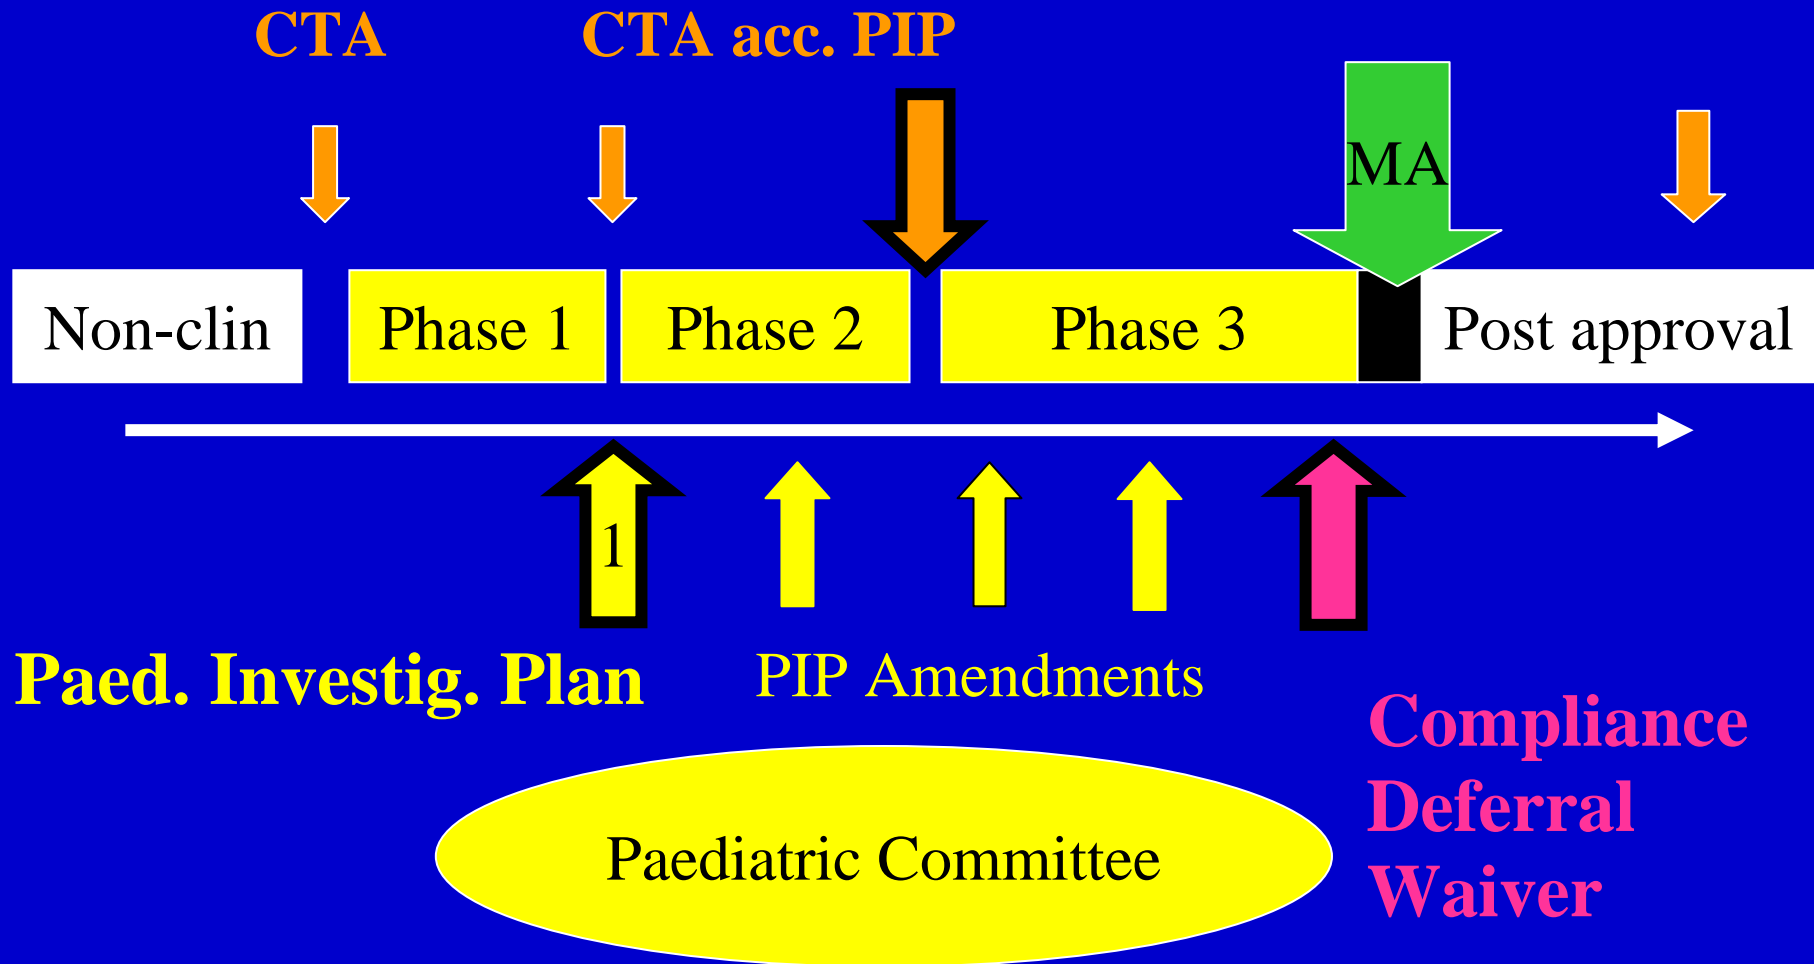 CTA
CTA acc. PIP
MA
Non-clin
Phase 1
Phase 2
Phase 3
Post approval
1
Paed. Investig. Plan
PIP Amendments
Compliance
Deferral
Waiver
Paediatric Committee